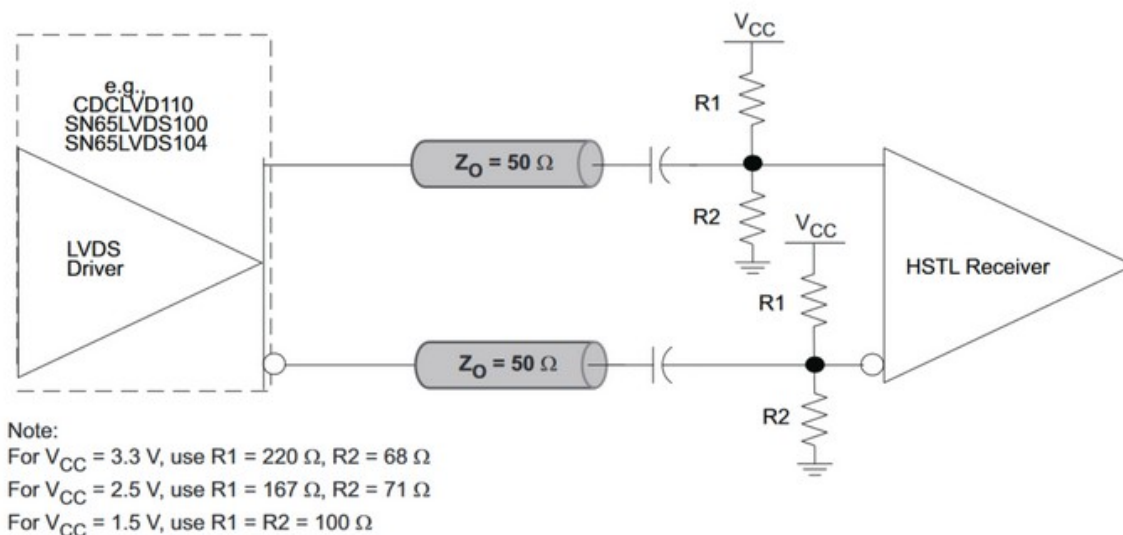 e.g.,
CDCLVD110
SN65LVDS100
SN65LVDS104
LVDS
Driver
Z_O = 50 Ω
Z_O = 50 Ω
V_CC
R1
R2
V_CC
R1
R2
HSTL Receiver
Note:
For V_CC = 3.3 V, use R1 = 220 Ω, R2 = 68 Ω
For V_CC = 2.5 V, use R1 = 167 Ω, R2 = 71 Ω
For V_CC = 1.5 V, use R1 = R2 = 100 Ω